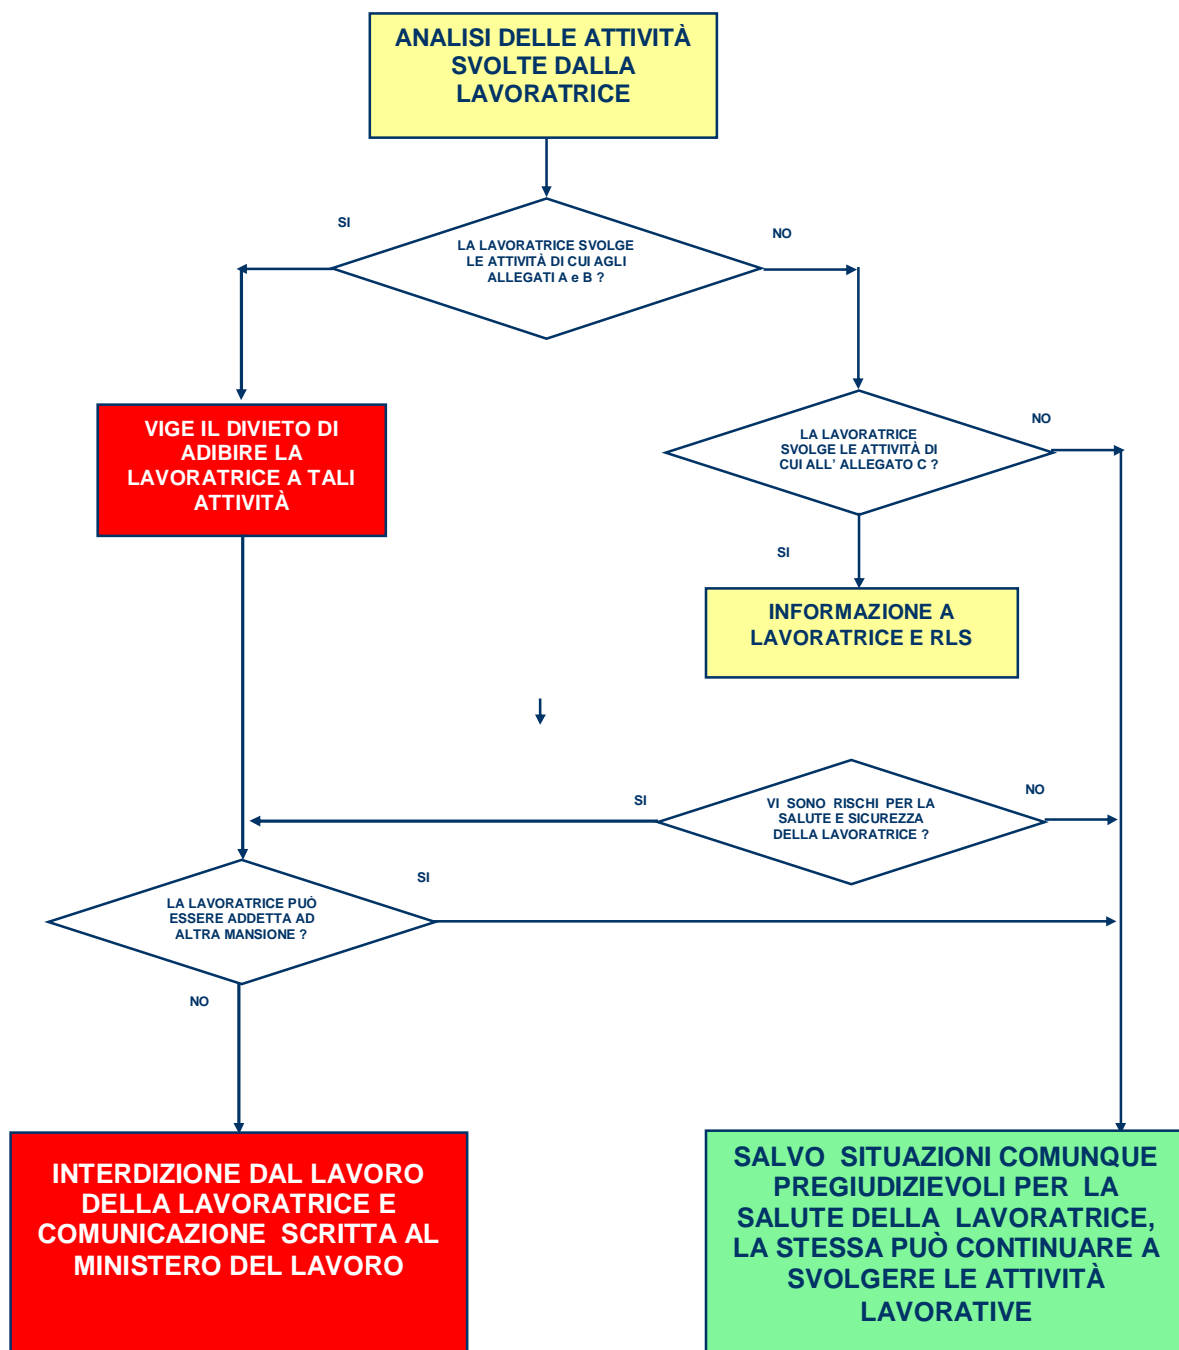 ANALISI DELLE ATTIVITÀ
SVOLTE DALLA
LAVORATRICE
SI
NO
LA LAVORATRICE SVOLGE
LE ATTIVITÀ DI CUI AGLI
ALLEGATI A e B ?
VIGE IL DIVIETO DI
ADIBIRE LA
LAVORATRICE A TALI
ATTIVITÀ
NO
LA LAVORATRICE
SVOLGE LE ATTIVITÀ DI
CUI ALL' ALLEGATO C ?
SI
INFORMAZIONE A
LAVORATRICE E RLS
SI
NO
VI SONO RISCHI PER LA
SALUTE E SICUREZZA
DELLA LAVORATRICE ?
SI
LA LAVORATRICE PUÒ
ESSERE ADDETTA AD
ALTRA MANSIONE ?
NO
INTERDIZIONE DAL LAVORO
DELLA LAVORATRICE E
COMUNICAZIONE SCRITTA AL
MINISTERO DEL LAVORO
SALVO SITUAZIONI COMUNQUE
PREGIUDIZIEVOLI PER LA
SALUTE DELLA LAVORATRICE,
LA STESSA PUÒ CONTINUARE A
SVOLGERE LE ATTIVITÀ
LAVORATIVE